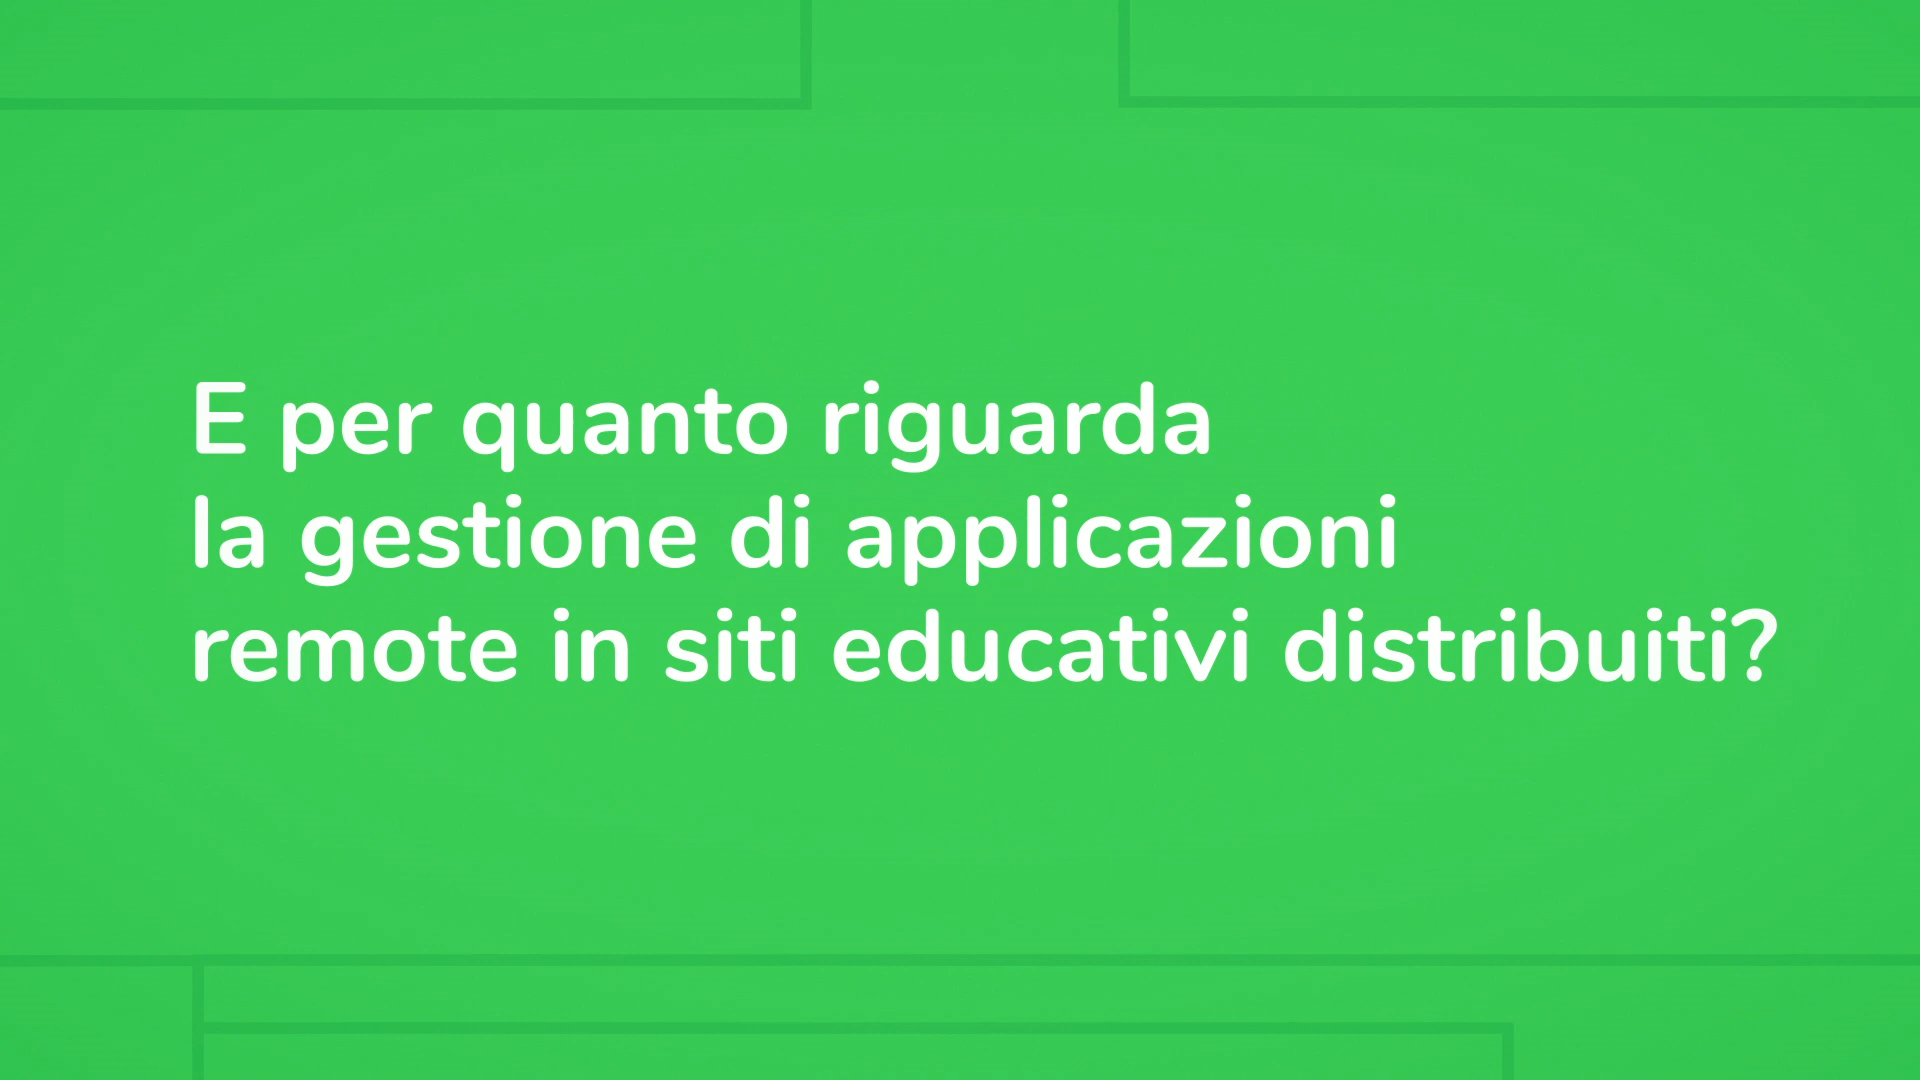 E per quanto riguarda
la gestione di applicazioni
remote in siti educativi distribuiti?